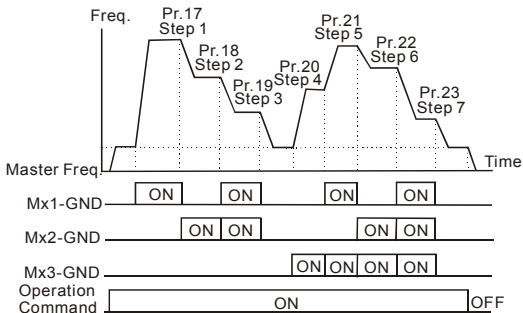 Freq.
Pr.17
Step 1
Pr.18
Step 2
Pr.19
Step 3
Pr.20
Step 4
Pr.21
Step 5
Pr.22
Step 6
Pr.23
Step 7
Master Freq.
Time
Mx1-GND
ON ON ON ON
Mx2-GND
ON ON ON ON
Mx3-GND
ON ON ON ON
Operation
Command
ON
OFF